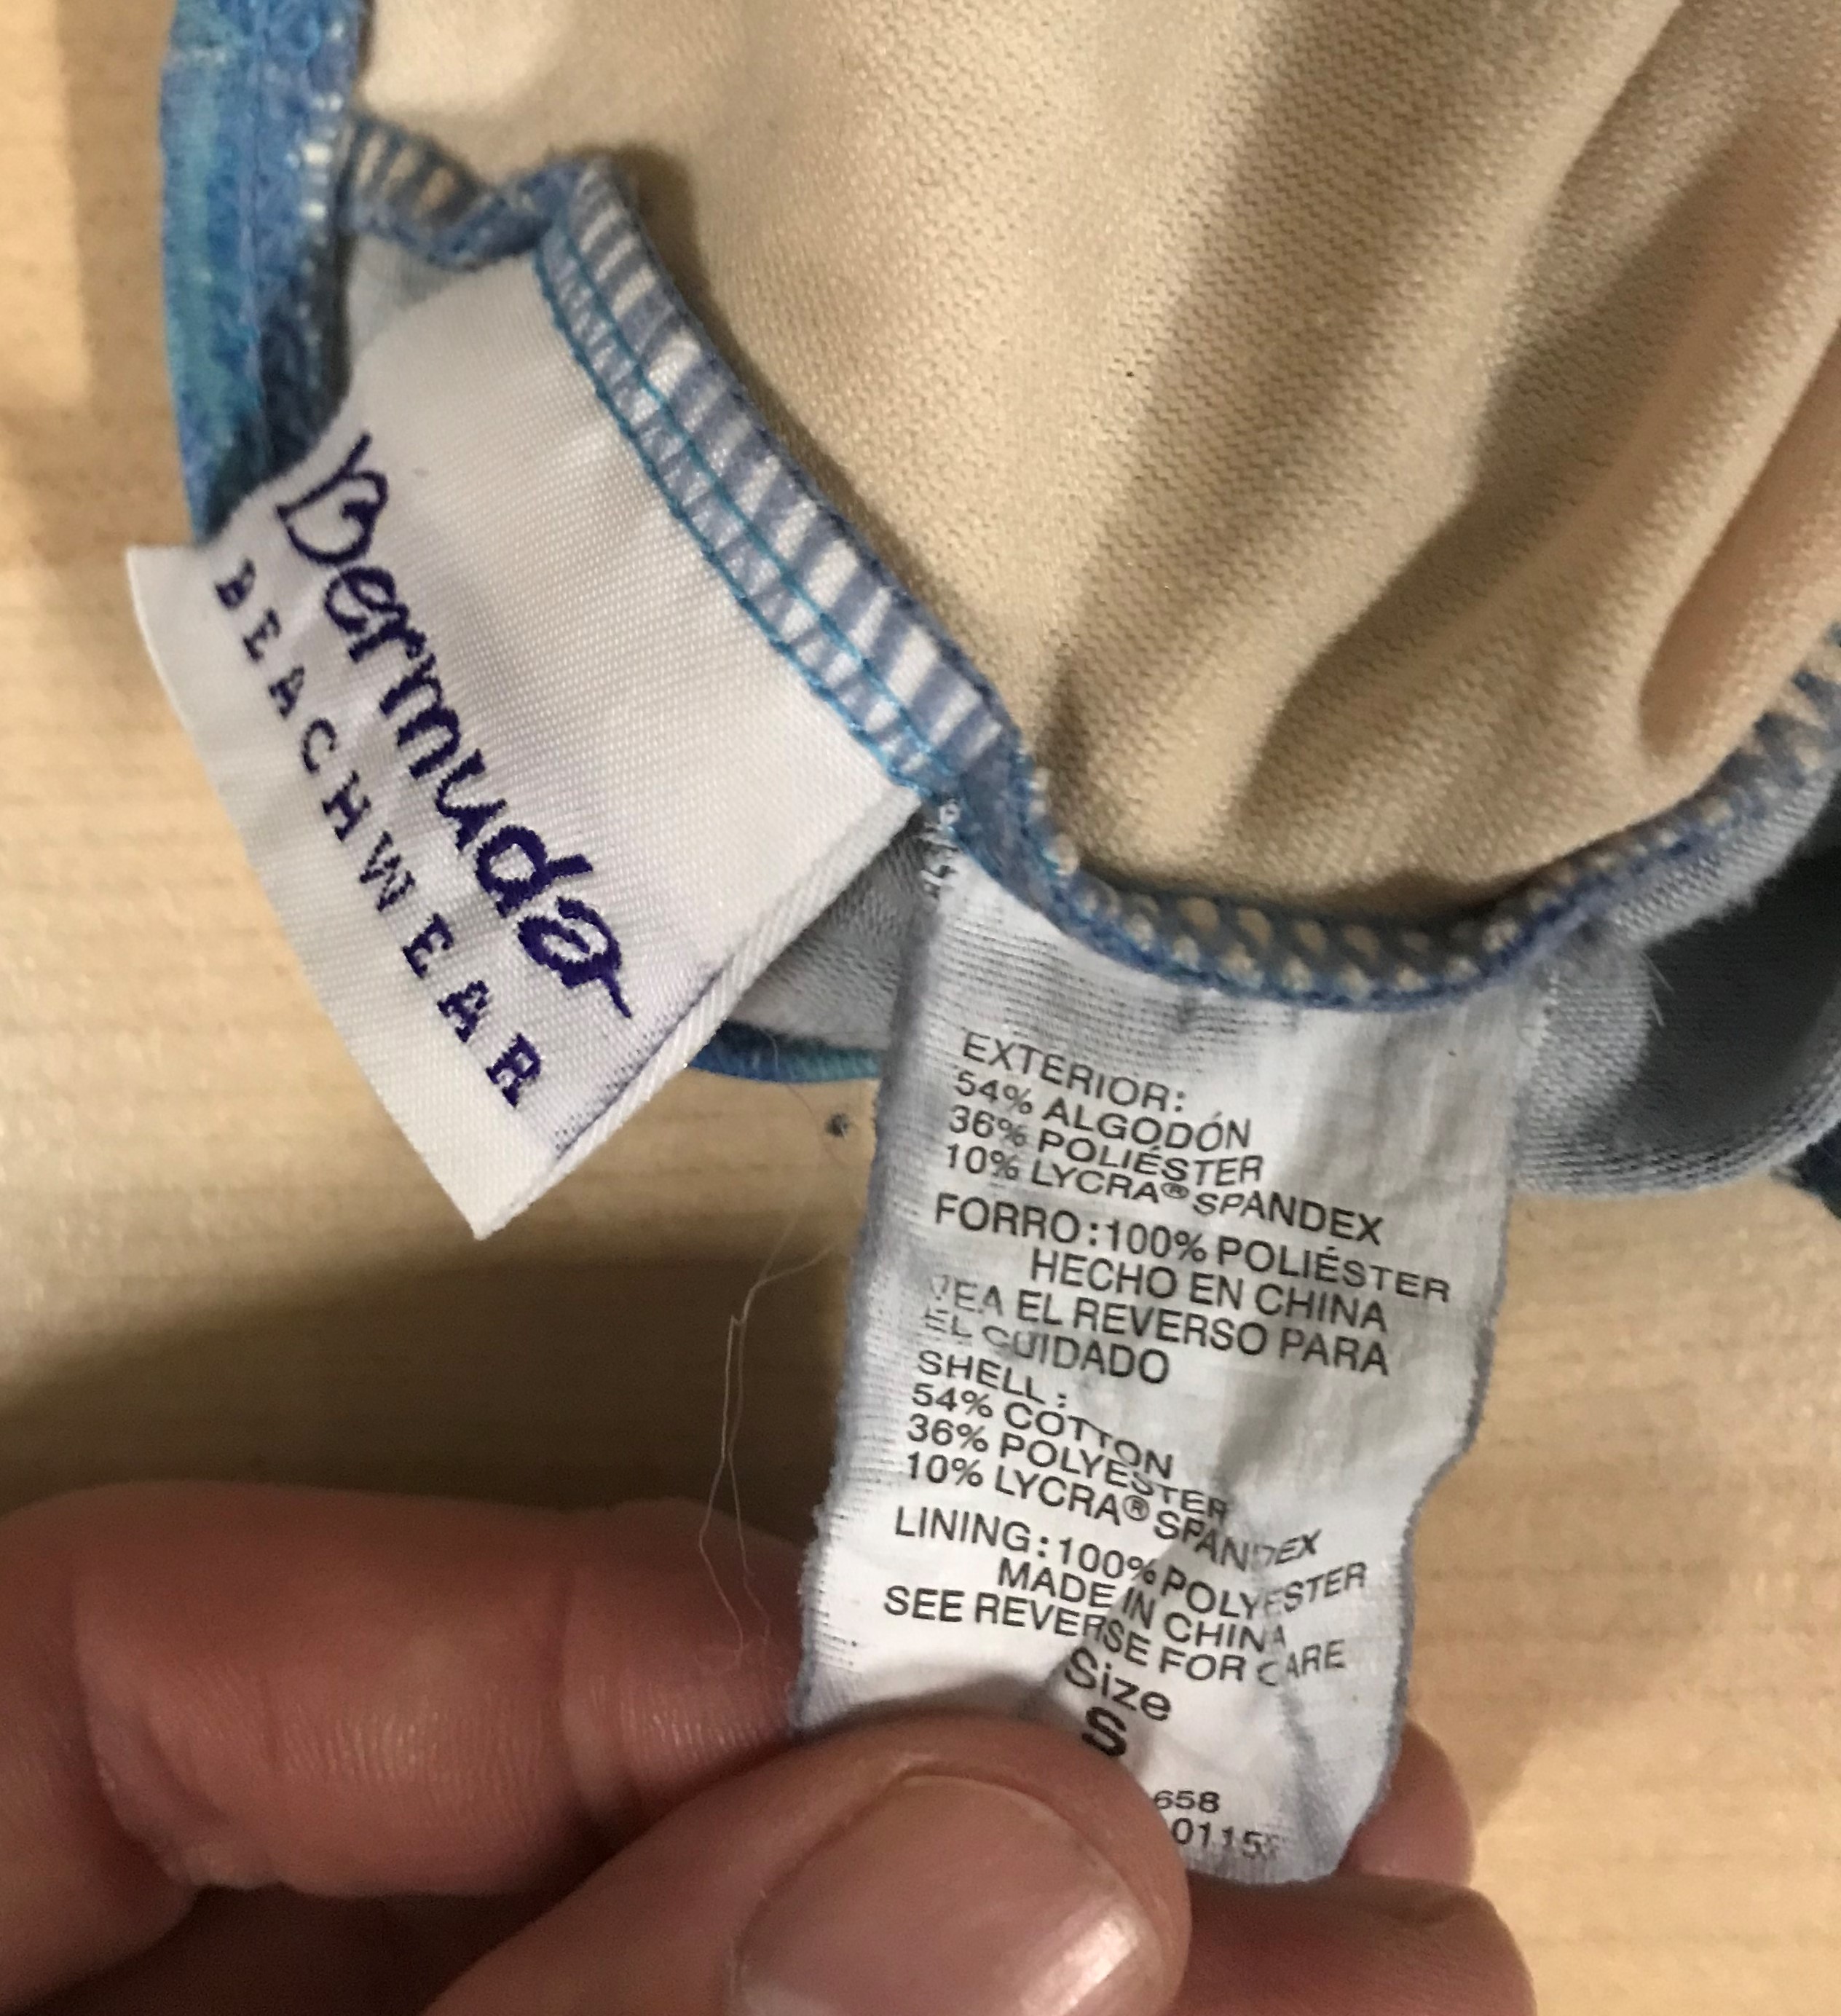 Bermuda
BEACHWEAR
EXTERIOR:
54% ALGODÓN
36% POLIÉSTER
10% LYCRA® SPANDEX
FORRO:100% POLIÉSTER
HECHO EN CHINA
VEA EL REVERSO PARA
EL CUIDADO
SHELL:
54% COTTON
36% POLYESTER
10% LYCRA® SPANDEX
LINING:100% POLYESTER
MADE IN CHINA
SEE REVERSE FOR CARE
Size
S
658